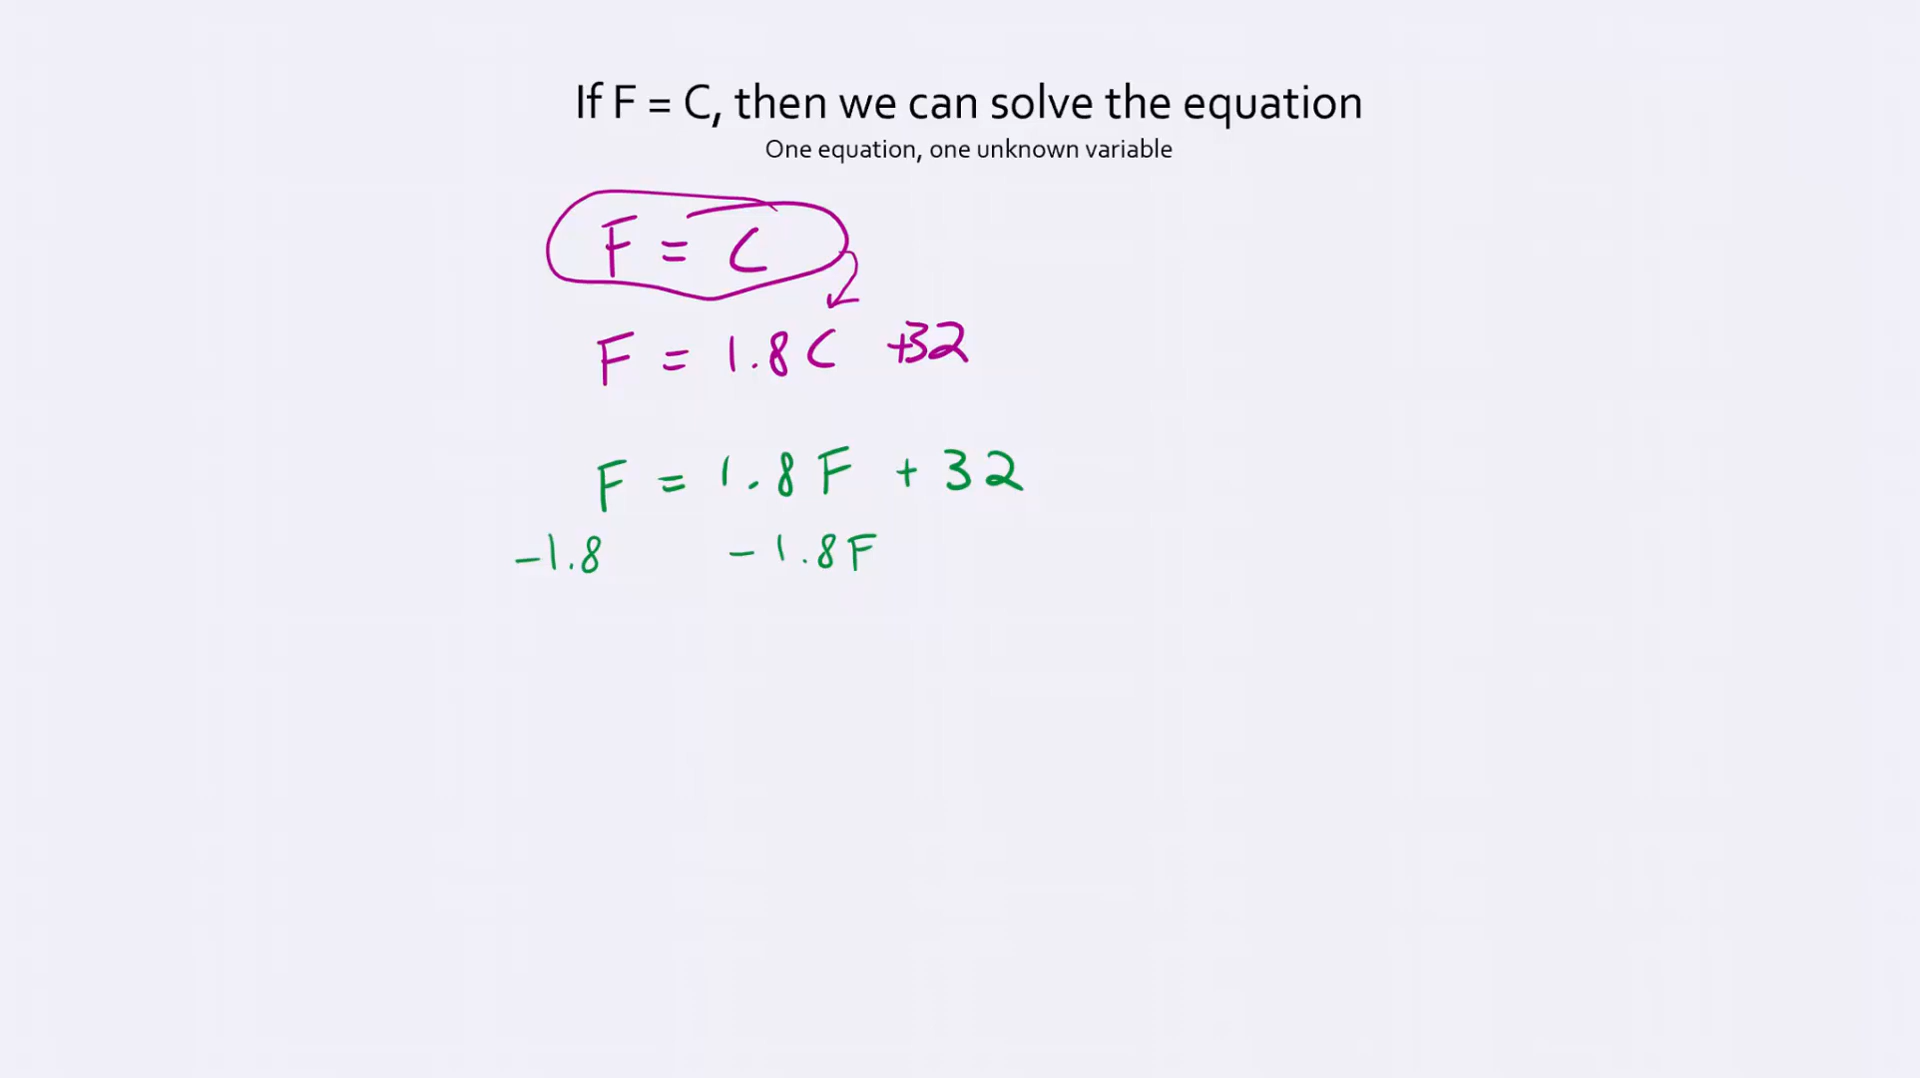 If F = C, then we can solve the equation
One equation, one unknown variable
F = C
F = 1.8C +32
F = 1.8F + 32
-1.8 -1.8F